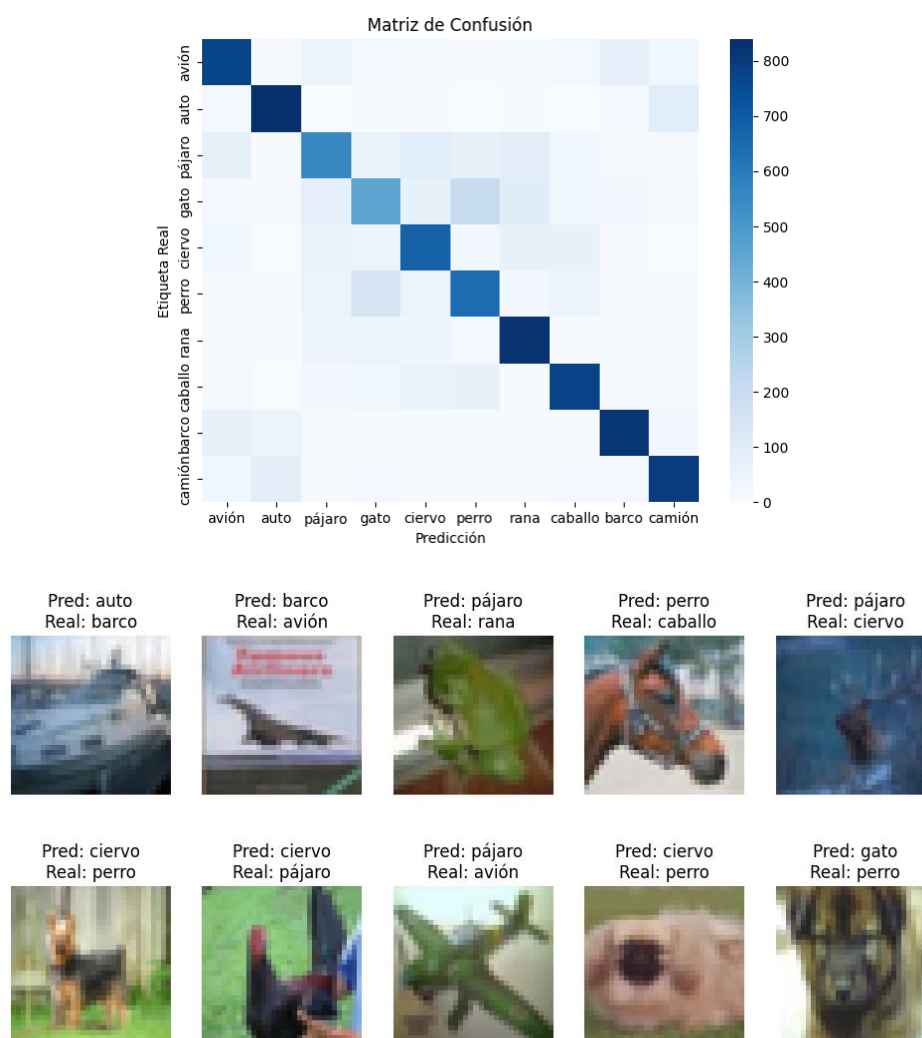 Matriz de Confusión
Etiqueta Real
avión
auto
pájaro
gato
ciervo
perro
rana
caballo
barco
camión
800
700
600
500
400
300
200
100
0
avión auto pájaro gato ciervo perro rana caballo barco camión
Predicción
Pred: auto
Real: barco
Pred: barco
Real: avión
Pred: pájaro
Real: rana
Pred: perro
Real: caballo
Pred: pájaro
Real: ciervo
Pred: ciervo
Real: perro
Pred: ciervo
Real: pájaro
Pred: pájaro
Real: avión
Pred: ciervo
Real: perro
Pred: gato
Real: perro